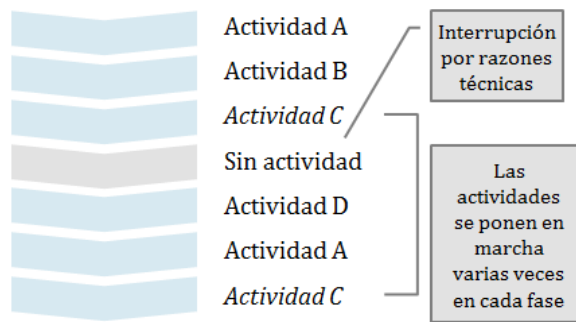 Actividad A
Actividad B
Actividad C
Sin actividad
Actividad D
Actividad A
Actividad C
Interrupción
por razones
técnicas
Las
actividades
se ponen en
marcha
varias veces
en cada fase